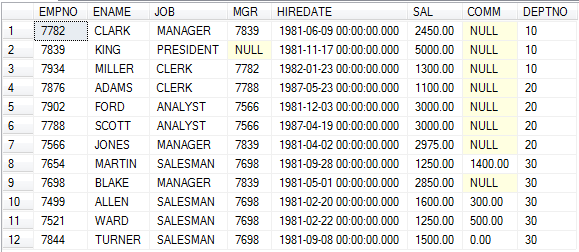 EMPNO ENAME JOB MGR HIREDATE SAL COMM DEPTNO
1 7782 CLARK MANAGER 7839 1981-06-09 00:00:00.000 2450.00 NULL 10
2 7839 KING PRESIDENT NULL 1981-11-17 00:00:00.000 5000.00 NULL 10
3 7934 MILLER CLERK 7782 1982-01-23 00:00:00.000 1300.00 NULL 10
4 7876 ADAMS CLERK 7788 1987-05-23 00:00:00.000 1100.00 NULL 20
5 7902 FORD ANALYST 7566 1981-12-03 00:00:00.000 3000.00 NULL 20
6 7788 SCOTT ANALYST 7566 1987-04-19 00:00:00.000 3000.00 NULL 20
7 7566 JONES MANAGER 7839 1981-04-02 00:00:00.000 2975.00 NULL 20
8 7654 MARTIN SALESMAN 7698 1981-09-28 00:00:00.000 1250.00 1400.00 30
9 7698 BLAKE MANAGER 7839 1981-05-01 00:00:00.000 2850.00 NULL 30
10 7499 ALLEN SALESMAN 7698 1981-02-20 00:00:00.000 1600.00 300.00 30
11 7521 WARD SALESMAN 7698 1981-02-22 00:00:00.000 1250.00 500.00 30
12 7844 TURNER SALESMAN 7698 1981-09-08 00:00:00.000 1500.00 0.00 30